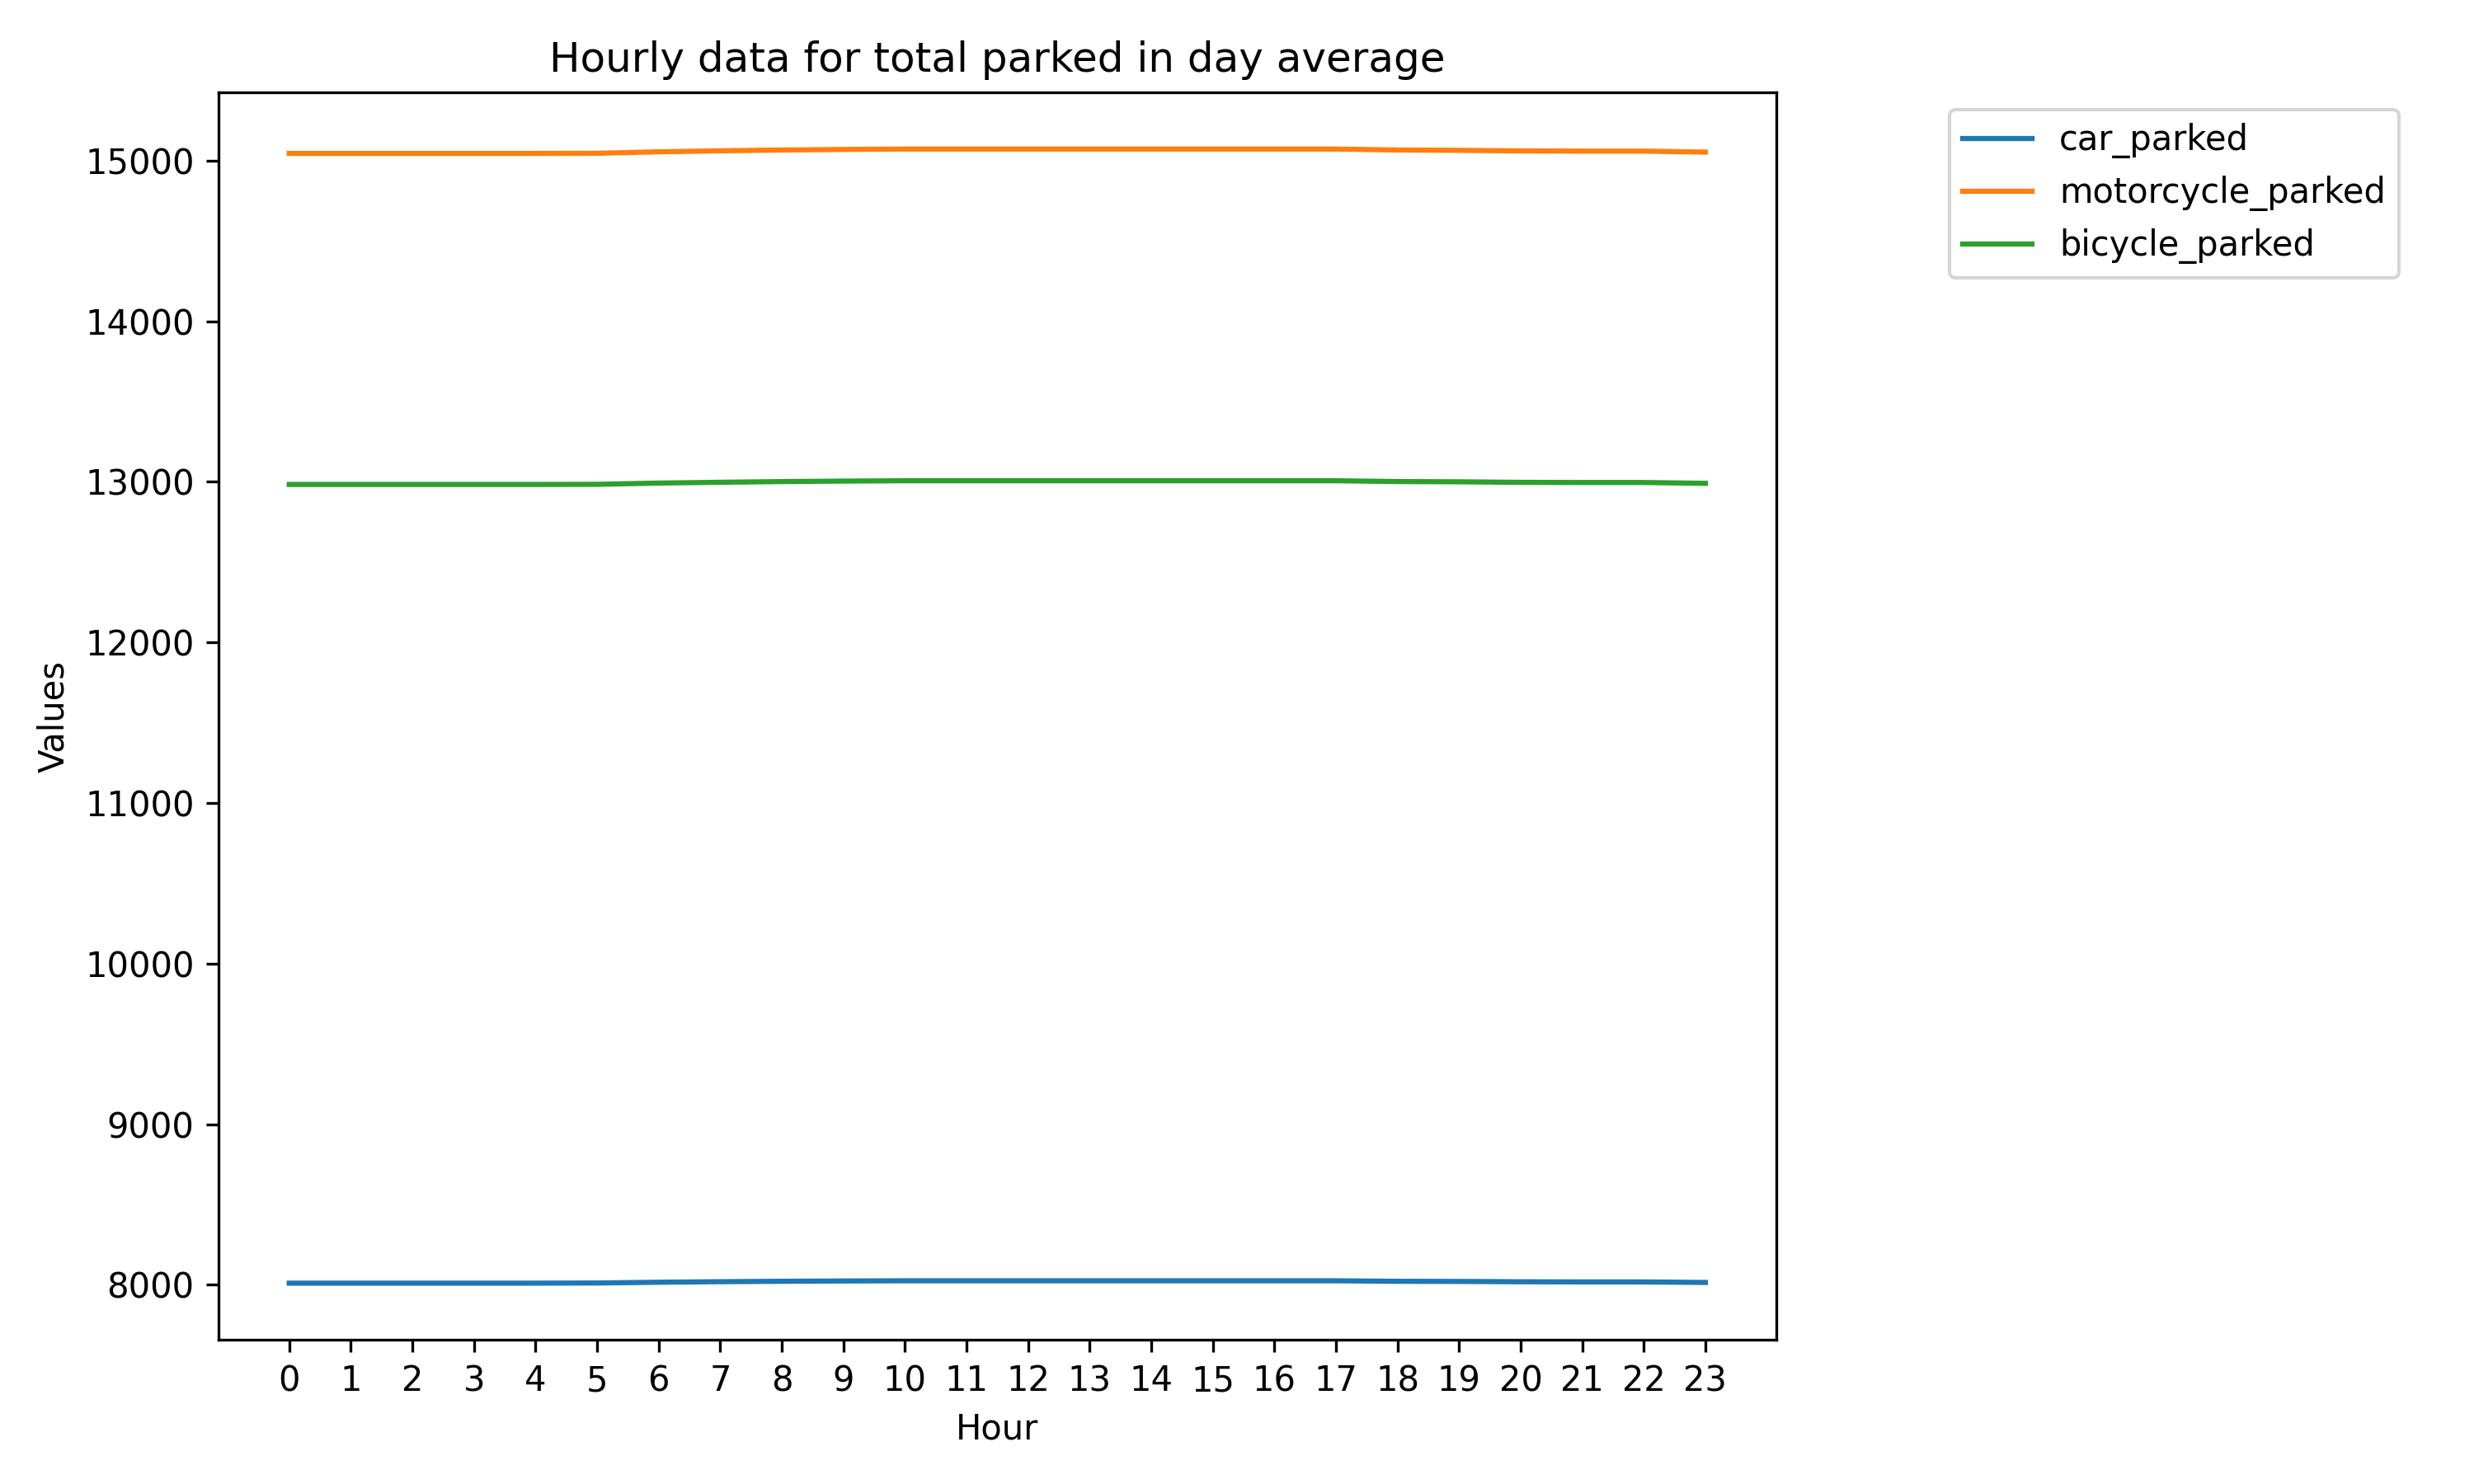 Hourly data for total parked in day average
car_parked
motorcycle_parked
bicycle_parked
15000
14000
13000
12000
11000
10000
9000
8000
Values
0 1 2 3 4 5 6 7 8 9 10 11 12 13 14 15 16 17 18 19 20 21 22 23
Hour